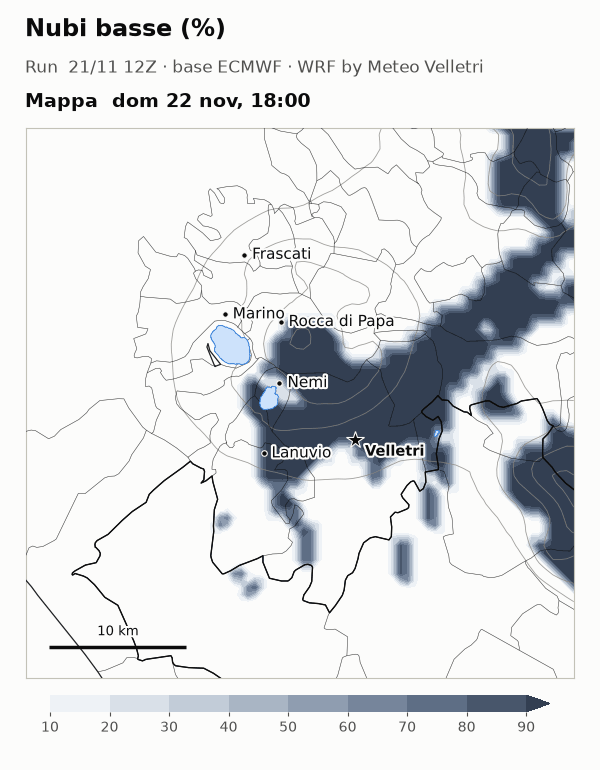 Nubi basse (%)
Run  21/11 12Z · base ECMWF · WRF by Meteo Velletri
Mappa  dom 22 nov, 18:00
Frascati
Marino
Rocca di Papa
Nemi
Velletri
Lanuvio
10 km
10 20 30 40 50 60 70 80 90